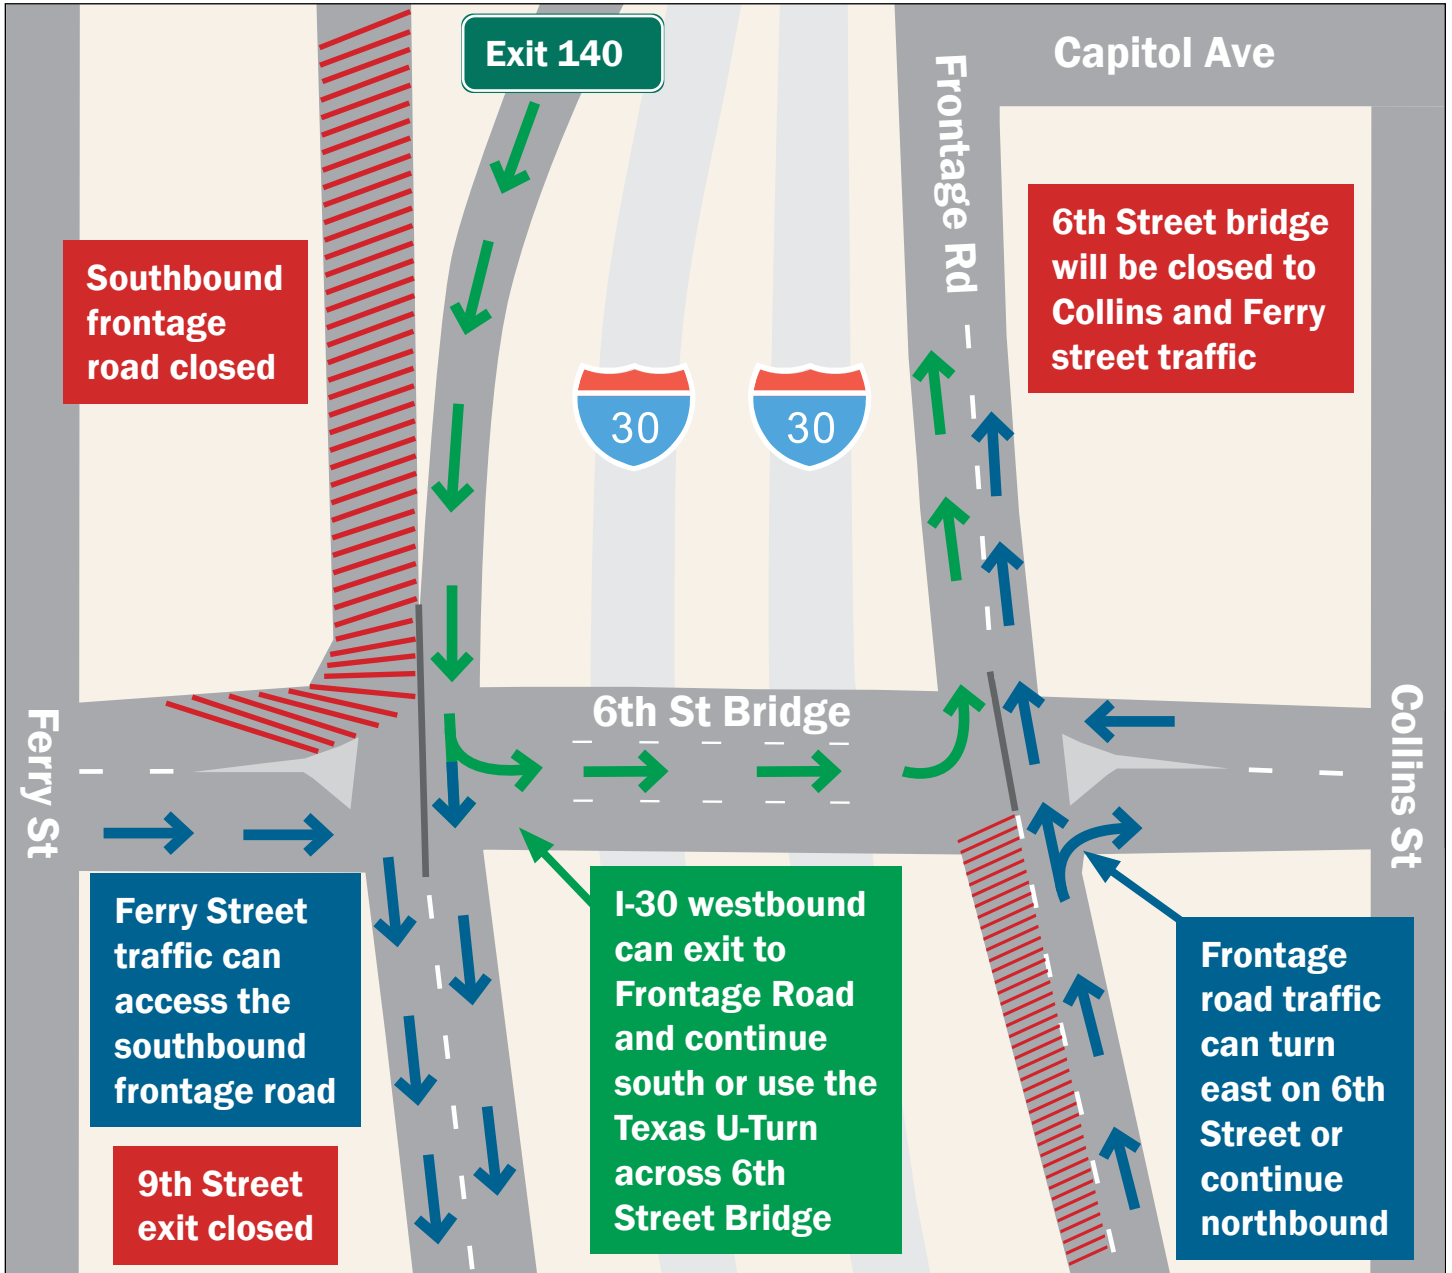 Exit 140
Capitol Ave
Frontage Rd
Southbound
frontage
road closed
6th Street bridge
will be closed to
Collins and Ferry
street traffic
30
30
6th St Bridge
Ferry St
Collins St
Ferry Street
traffic can
access the
southbound
frontage road
I-30 westbound
can exit to
Frontage Road
and continue
south or use the
Texas U-Turn
across 6th
Street Bridge
Frontage
road traffic
can turn
east on 6th
Street or
continue
northbound
9th Street
exit closed